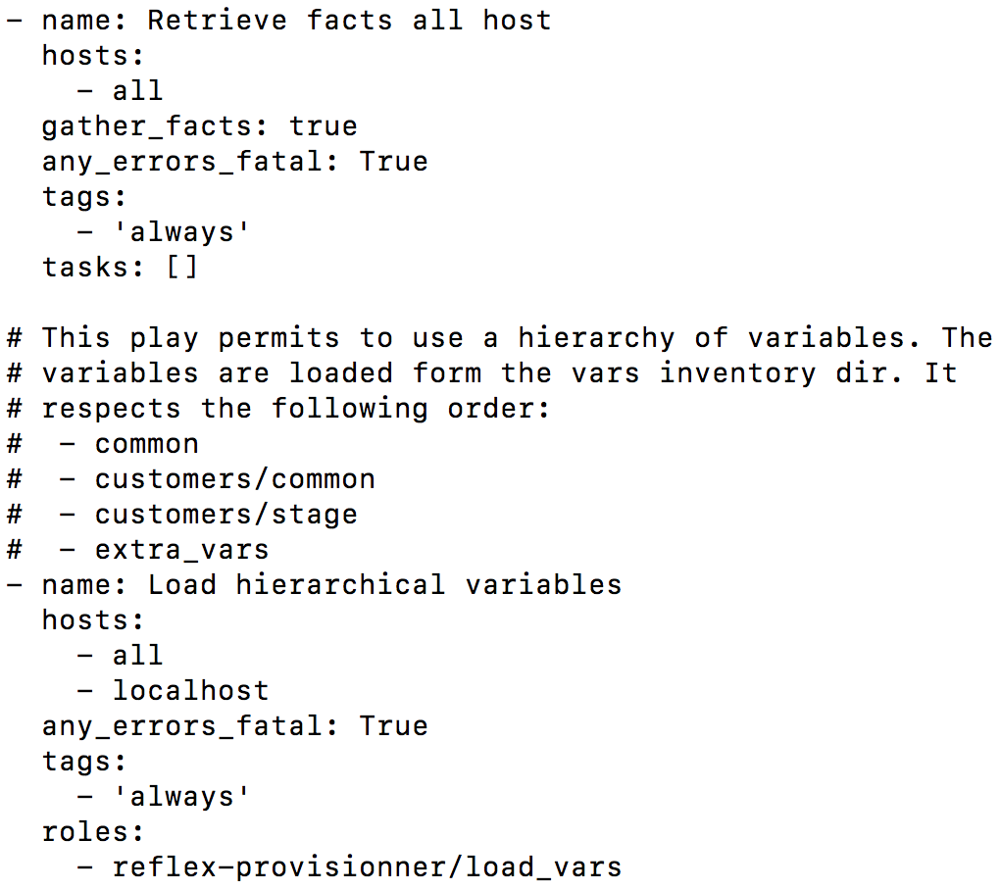 - name: Retrieve facts all host
  hosts:
    - all
  gather_facts: true
  any_errors_fatal: True
  tags:
    - 'always'
  tasks: []

# This play permits to use a hierarchy of variables. The
# variables are loaded form the vars inventory dir. It
# respects the following order:
#  - common
#  - customers/common
#  - customers/stage
#  - extra_vars
- name: Load hierarchical variables
  hosts:
    - all
    - localhost
  any_errors_fatal: True
  tags:
    - 'always'
  roles:
    - reflex-provisionner/load_vars